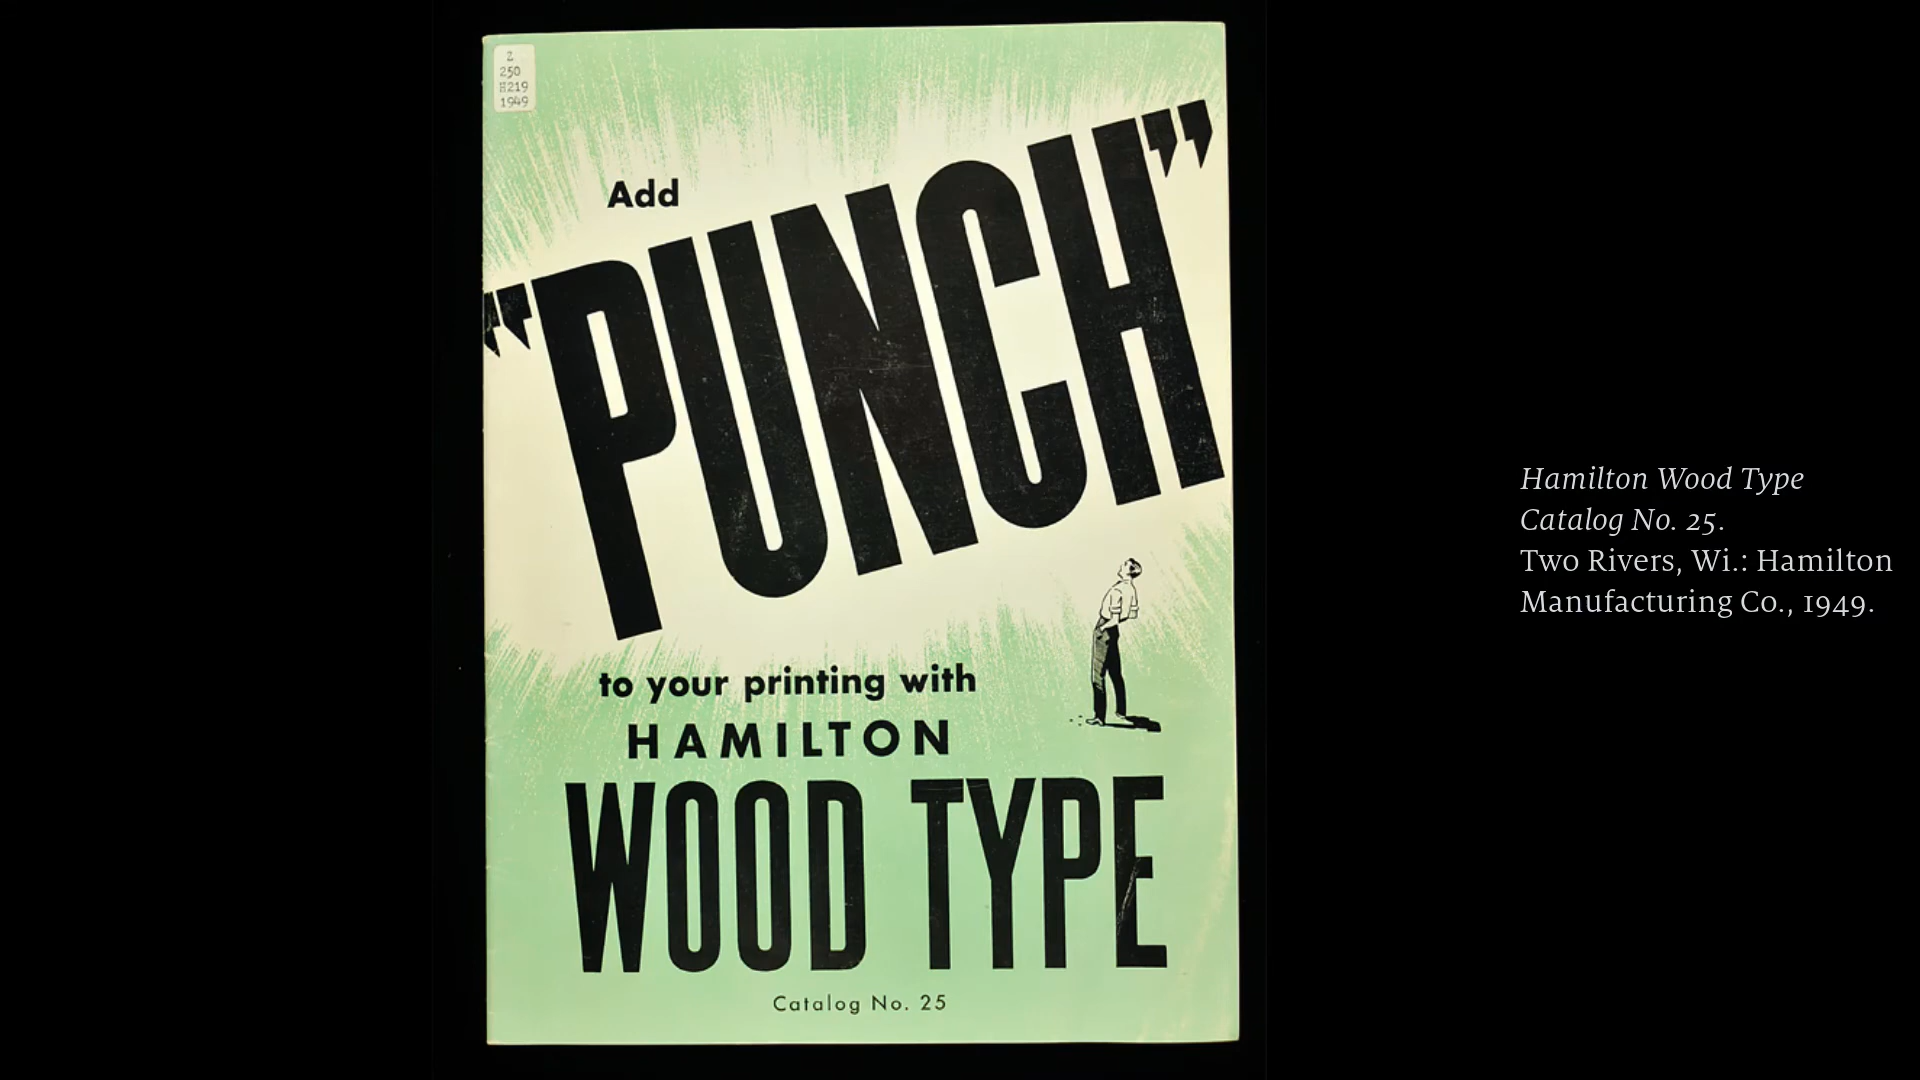 2
250
H219
1949
Add
"PUNCH"
to your printing with
HAMILTON
WOOD TYPE
Catalog No. 25
Hamilton Wood Type
Catalog No. 25.
Two Rivers, Wi.: Hamilton
Manufacturing Co., 1949.